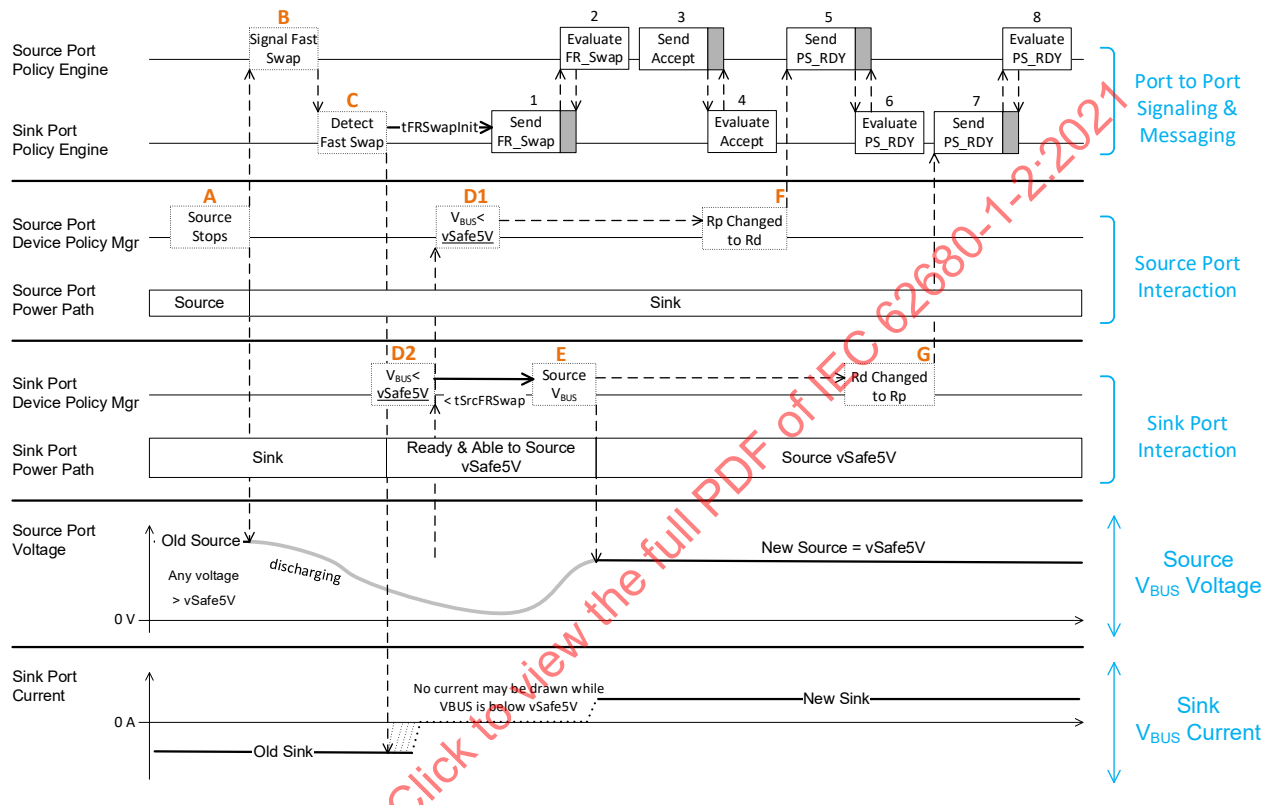 B
2
3
5
8
Source Port
Policy Engine
Signal Fast
Swap
Evaluate
FR_Swap
Send
Accept
Send
PS_RDY
Evaluate
PS_RDY
Port to Port
Signaling &
Messaging
C
1
4
6
7
Sink Port
Policy Engine
Detect
Fast Swap
tFRSwapInit
Send
FR_Swap
Evaluate
Accept
Evaluate
PS_RDY
Send
PS_RDY
A
D1
F
Source Port
Device Policy Mgr
Source
Stops
VBUS<
vSafe5V
Rp Changed
to Rd
Source Port
Interaction
Source Port
Power Path
Source
Sink
D2
E
G
Sink Port
Device Policy Mgr
VBUS<
vSafe5V
< tSrcFRSwap
Source
VBUS
Rd Changed
to Rp
Sink Port
Interaction
Sink Port
Power Path
Sink
Ready & Able to Source
vSafe5V
Source vSafe5V
Source Port
Voltage
Old Source
Any voltage
> vSafe5V
discharging
New Source = vSafe5V
0 V
Source
VBUS Voltage
Sink Port
Current
No current may be drawn while
VBUS is below vSafe5V
New Sink
0 A
Old Sink
Sink
VBUS Current
Click to view the full PDF of IEC 62680-1-2:2021